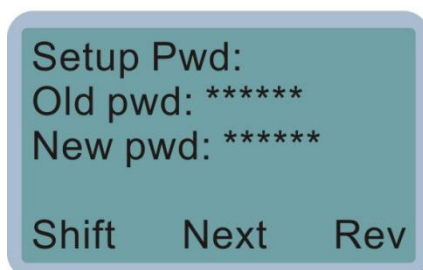 Setup Pwd:
Old pwd: ******
New pwd: ******
Shift Next Rev